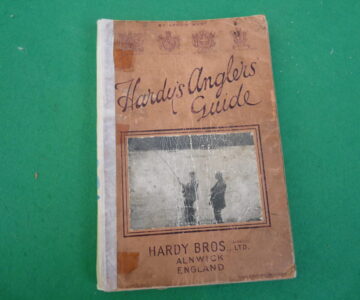 Hardy's Anglers'
Guide
HARDY BROS LTD.
ALNWICK
ENGLAND